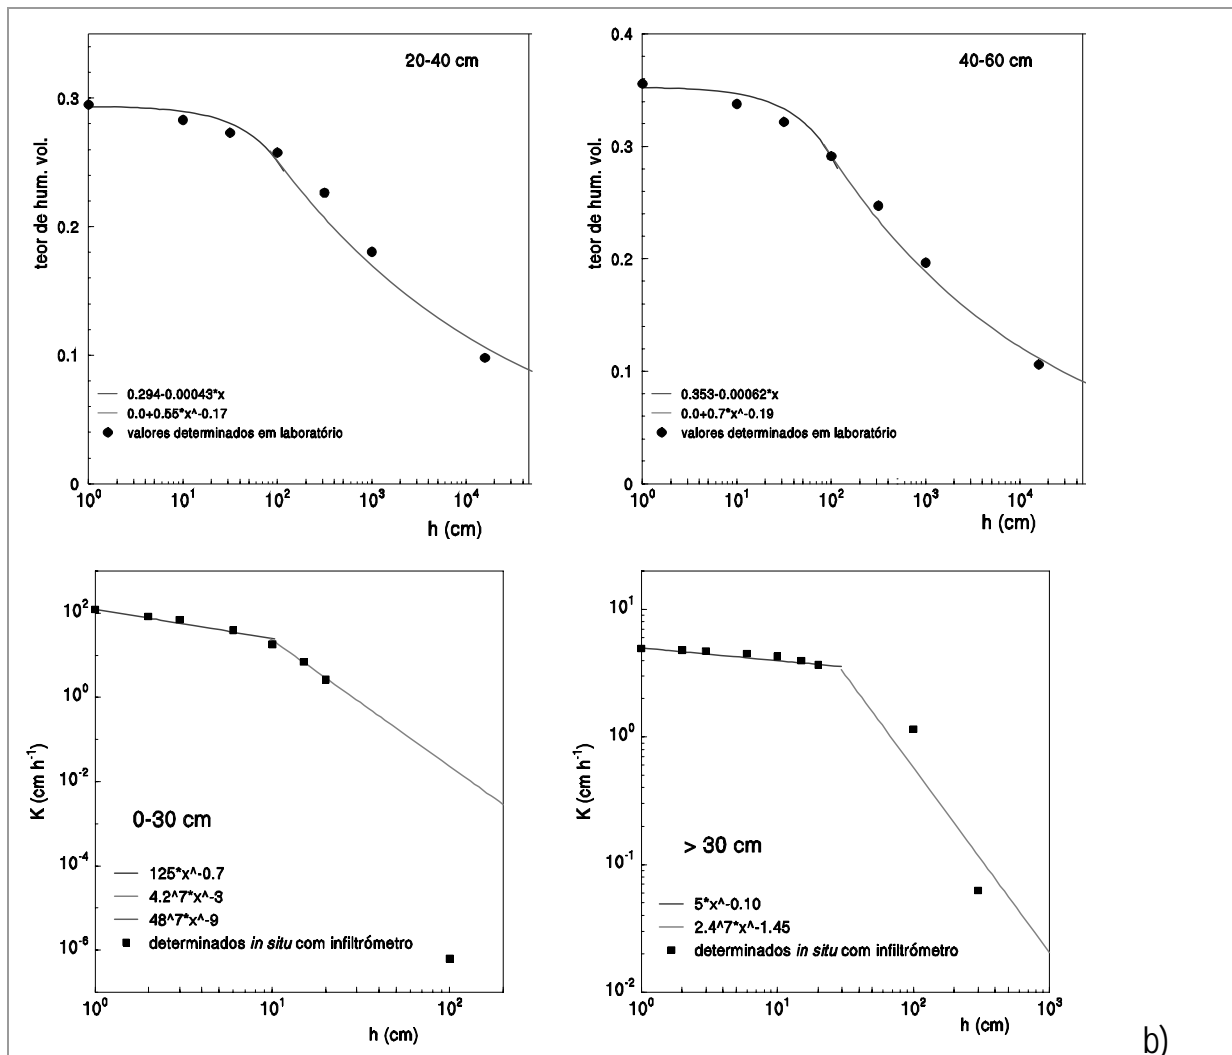 20-40 cm
teor de hum. vol.
0.3
0.2
0.1
0
0.294-0.00043*x
0.0+0.55*x^-0.17
valores determinados em laboratório
10^0 10^1 10^2 10^3 10^4
h (cm)
40-60 cm
teor de hum. vol.
0.4
0.3
0.2
0.1
0
0.353-0.00062*x
0.0+0.7*x^-0.19
valores determinados em laboratório
10^0 10^1 10^2 10^3 10^4
h (cm)
K (cm h^-1)
10^2
10^0
10^-2
10^-4
10^-6
0-30 cm
125*x^-0.7
4.2^7*x^-3
48^7*x^-9
determinados in situ com infiltrómetro
10^0 10^1 10^2
h (cm)
K (cm h^-1)
10^1
10^0
10^-1
10^-2
> 30 cm
5*x^-0.10
2.4^7*x^-1.45
determinados in situ com infiltrómetro
10^0 10^1 10^2 10^3
h (cm)
b)